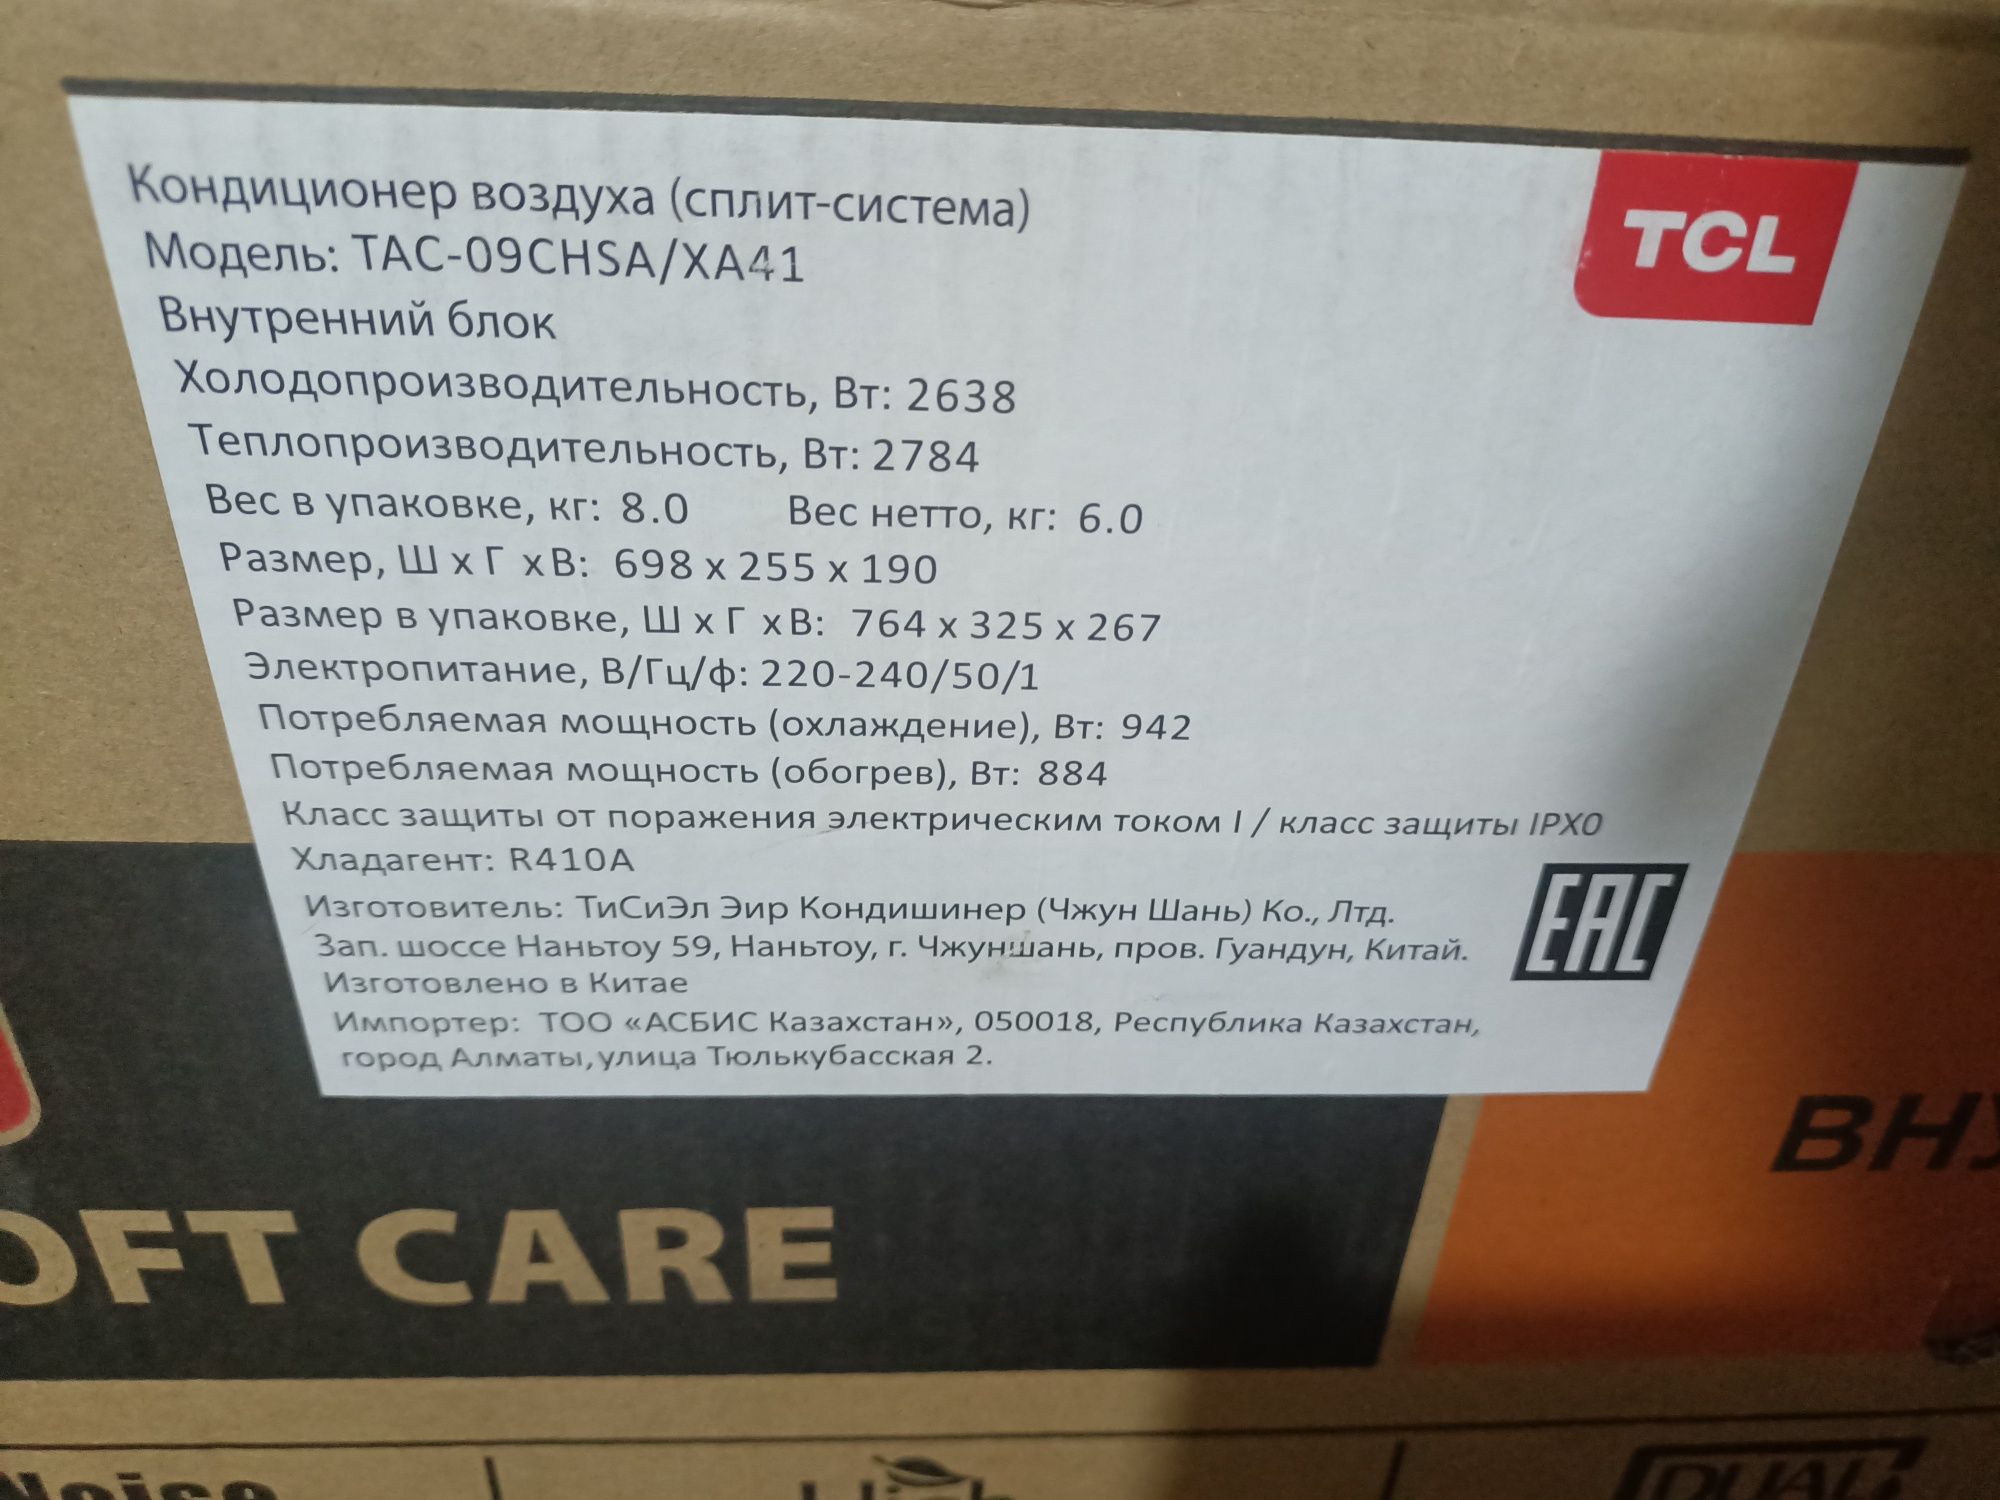 Кондиционер воздуха (сплит-система)
TCL
Модель: TAC-09CHSA/XA41
Внутренний блок
Холодопроизводительность, Вт: 2638
Теплопроизводительность, Вт: 2784
Вес в упаковке, кг: 8.0 Вес нетто, кг: 6.0
Размер, Ш х Г хВ: 698 х 255 х 190
Размер в упаковке, Ш х Г хВ: 764 х 325 х 267
Электропитание, В/Гц/ф: 220-240/50/1
Потребляемая мощность (охлаждение), Вт: 942
Потребляемая мощность (обогрев), Вт: 884
Класс защиты от поражения электрическим током I / класс защиты IPX0
Хладагент: R410A
EAC
Изготовитель: ТиСиЭл Эир Кондишинер (Чжун Шань) Ко., Лтд.
Зап. шоссе Наньтоу 59, Наньтоу, г. Чжуншань, пров. Гуандун, Китай.
Изготовлено в Китае
Импортер: ТОО «АСБИС Казахстан», 050018, Республика Казахстан,
город Алматы, улица Тюлькубасская 2.
ВНУ
OFT CARE
Noise
DUAL